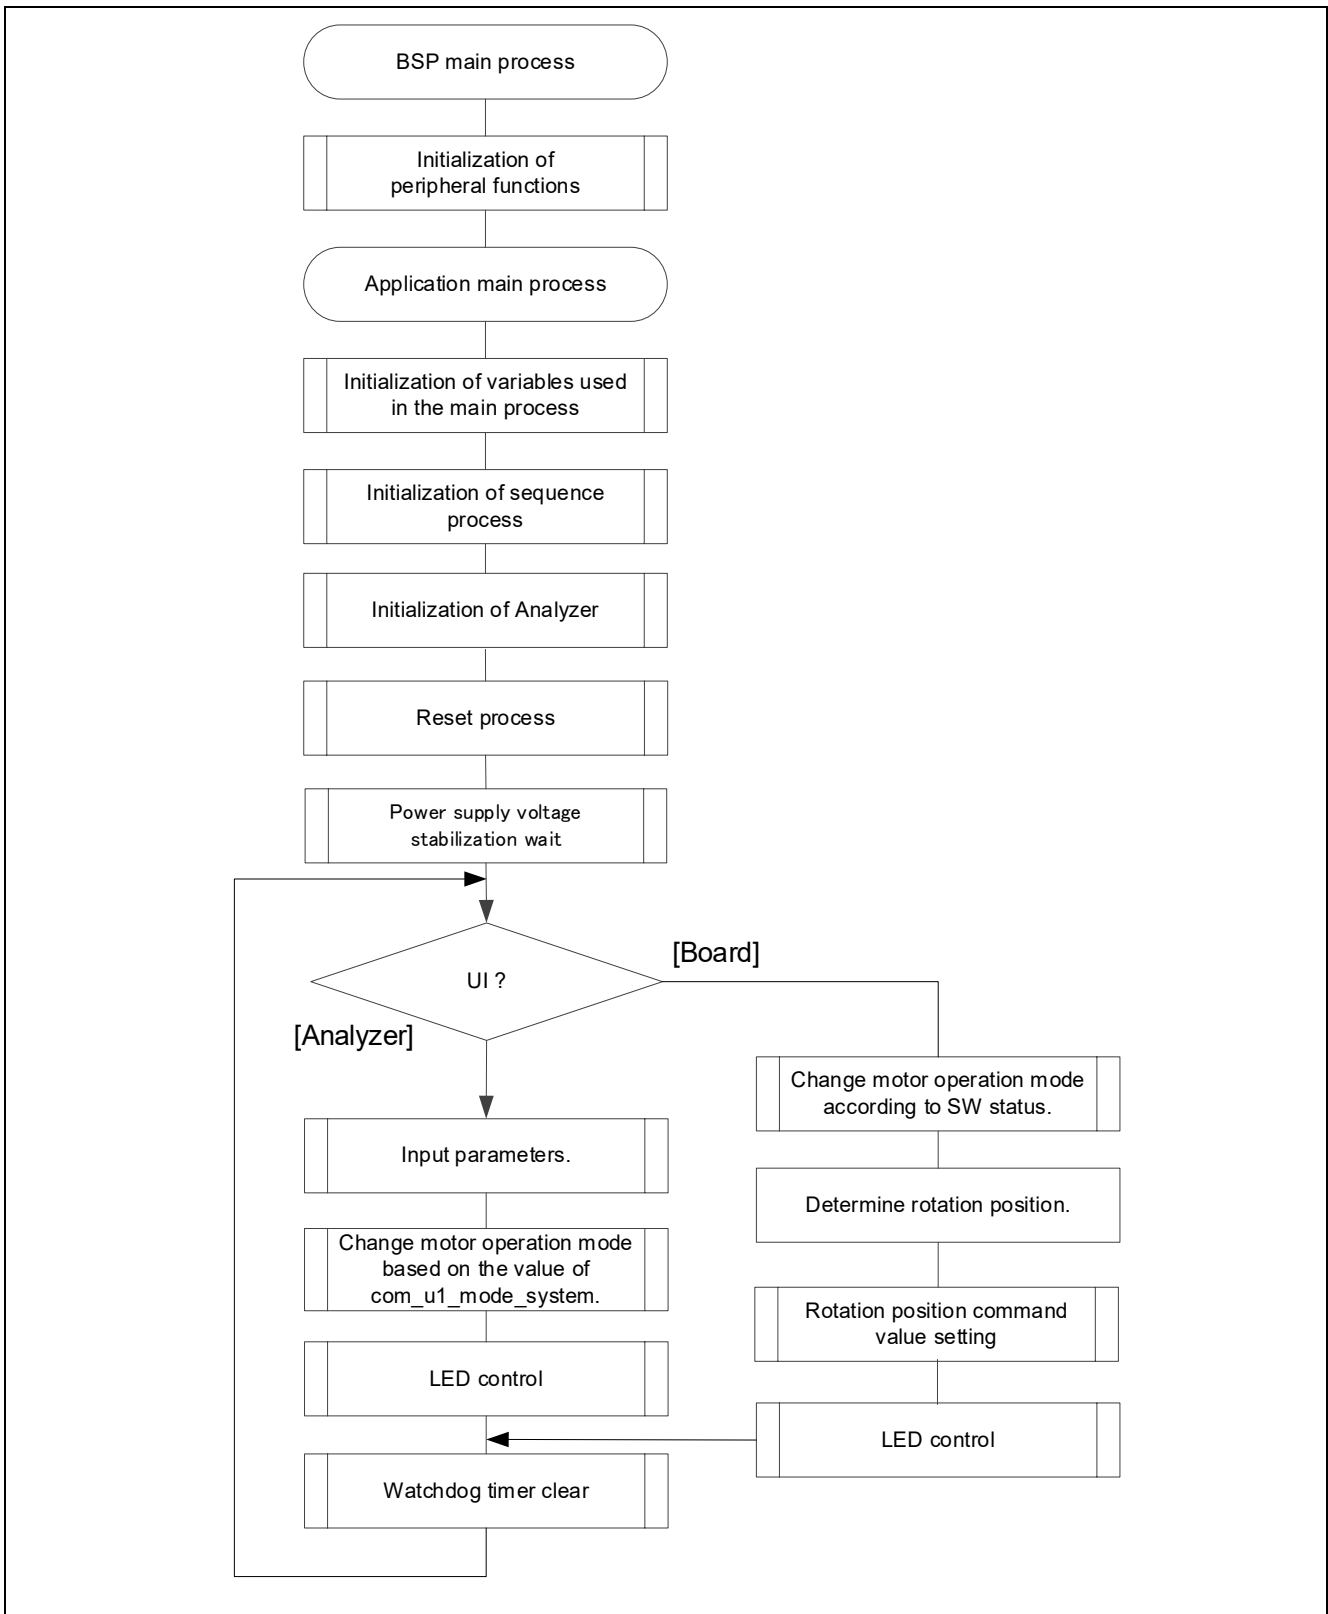 BSP main process
Initialization of
peripheral functions
Application main process
Initialization of variables used
in the main process
Initialization of sequence
process
Initialization of Analyzer
Reset process
Power supply voltage
stabilization wait
UI ?
[Board]
[Analyzer]
Input parameters.
Change motor operation mode
based on the value of
com_u1_mode_system.
LED control
Change motor operation mode
according to SW status.
Determine rotation position.
Rotation position command
value setting
LED control
Watchdog timer clear